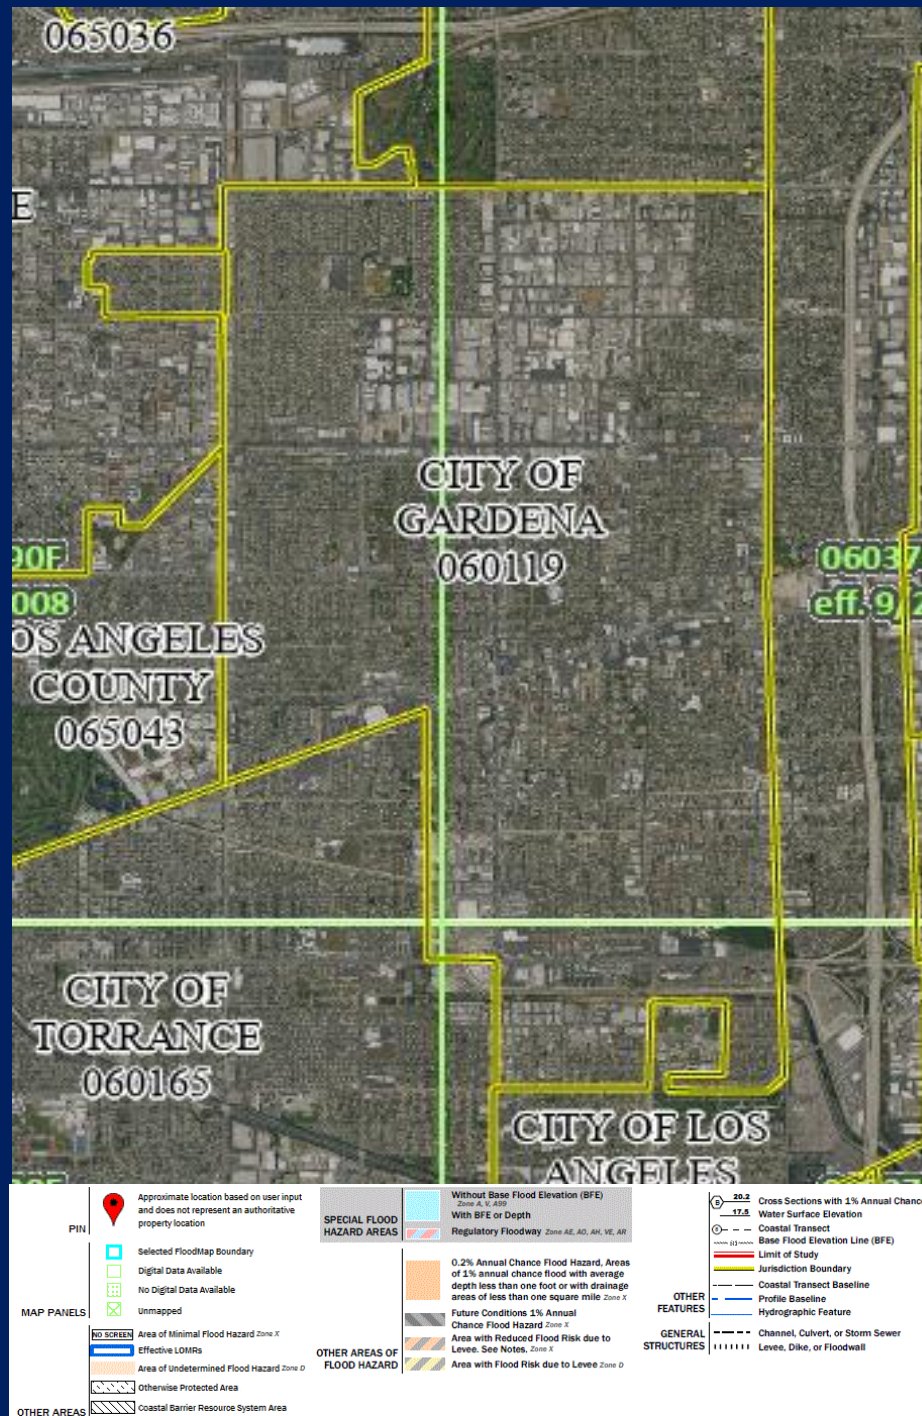 065036
E
CITY OF
GARDENA
060119
90F
008
06037
eff. 9/2
OS ANGELES
COUNTY
065043
CITY OF
TORRANCE
060165
CITY OF LOS
ANGELES
PIN
Approximate location based on user input
and does not represent an authoritative
property location
MAP PANELS
Selected FloodMap Boundary
Digital Data Available
No Digital Data Available
Unmapped
OTHER AREAS
NO SCREEN Area of Minimal Flood Hazard Zone X
Effective LOMRs
Area of Undetermined Flood Hazard Zone D
Otherwise Protected Area
Coastal Barrier Resource System Area
SPECIAL FLOOD
HAZARD AREAS
Without Base Flood Elevation (BFE)
Zone A, V, A99
With BFE or Depth
Regulatory Floodway Zone AE, AO, AH, VE, AR
OTHER AREAS OF
FLOOD HAZARD
0.2% Annual Chance Flood Hazard, Areas
of 1% annual chance flood with average
depth less than one foot or with drainage
areas of less than one square mile Zone X
Future Conditions 1% Annual
Chance Flood Hazard Zone X
Area with Reduced Flood Risk due to
Levee. See Notes. Zone X
Area with Flood Risk due to Levee Zone D
OTHER
FEATURES
20.2 Cross Sections with 1% Annual Chance
17.5 Water Surface Elevation
Coastal Transect
Base Flood Elevation Line (BFE)
Limit of Study
Jurisdiction Boundary
Coastal Transect Baseline
Profile Baseline
Hydrographic Feature
GENERAL
STRUCTURES
Channel, Culvert, or Storm Sewer
Levee, Dike, or Floodwall